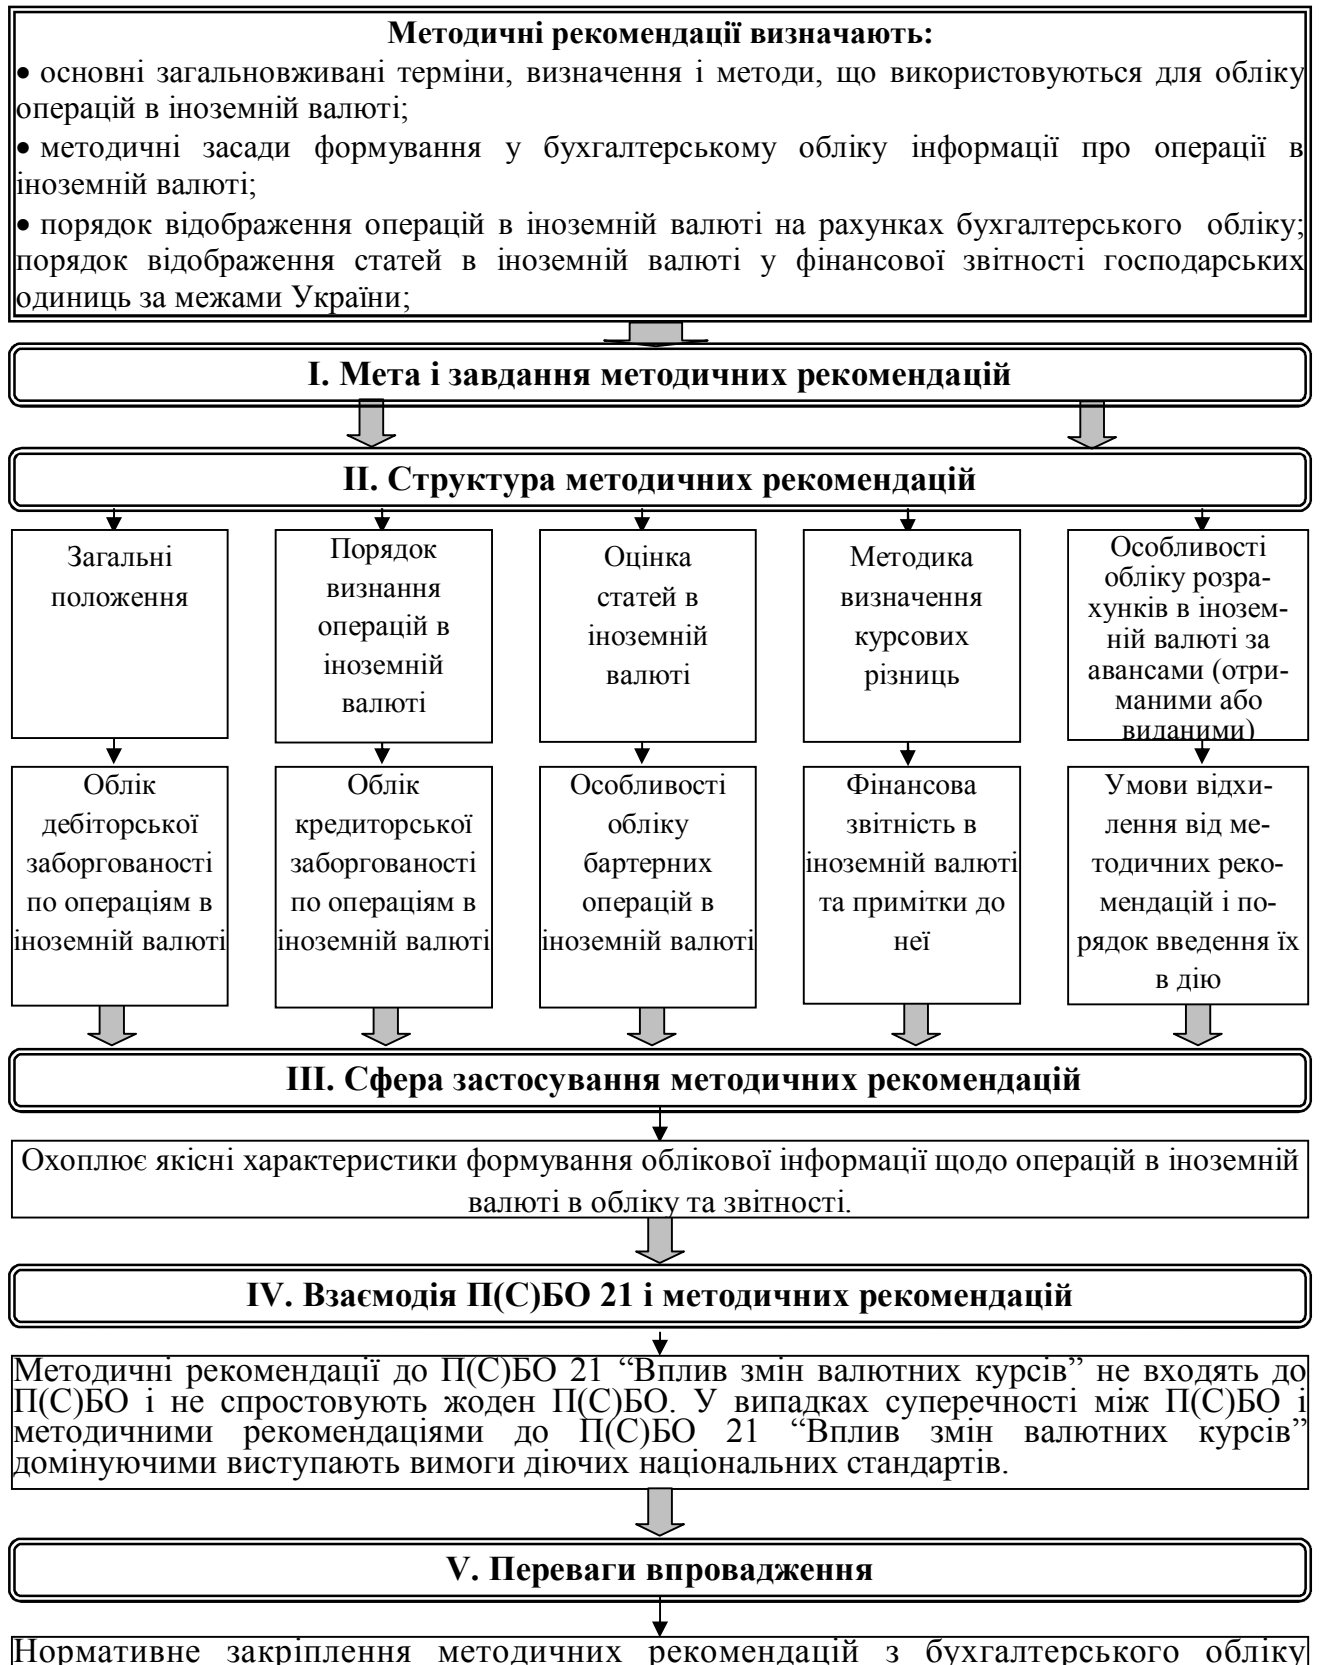 Методичні рекомендації визначають:
• основні загальновживані терміни, визначення і методи, що використовуються для обліку
операцій в іноземній валюті;
• методичні засади формування у бухгалтерському обліку інформації про операції в
іноземній валюті;
• порядок відображення операцій в іноземній валюті на рахунках бухгалтерського обліку;
порядок відображення статей в іноземній валюті у фінансової звітності господарських
одиниць за межами України;
I. Мета і завдання методичних рекомендацій
II. Структура методичних рекомендацій
Загальні
положення
Порядок
визнання
операцій в
іноземній
валюті
Оцінка
статей в
іноземній
валюті
Методика
визначення
курсових
різниць
Особливості
обліку розра-
хунків в інозем-
ній валюті за
авансами (отри-
маними або
виданими)
Облік
дебіторської
заборгованості
по операціям в
іноземній валюті
Облік
кредиторської
заборгованості
по операціям в
іноземній валюті
Особливості
обліку
бартерних
операцій в
іноземній валюті
Фінансова
звітність в
іноземній валюті
та примітки до
неї
Умови відхи-
лення від ме-
тодичних реко-
мендацій і по-
рядок введення їх
в дію
III. Сфера застосування методичних рекомендацій
Охоплює якісні характеристики формування облікової інформації щодо операцій в іноземній
валюті в обліку та звітності.
IV. Взаємодія П(С)БО 21 і методичних рекомендацій
Методичні рекомендації до П(С)БО 21 “Вплив змін валютних курсів” не входять до
П(С)БО і не спростовують жоден П(С)БО. У випадках суперечності між П(С)БО і
методичними рекомендаціями до П(С)БО 21 “Вплив змін валютних курсів”
домінуючими виступають вимоги діючих національних стандартів.
V. Переваги впровадження
Нормативне закріплення методичних рекомендацій з бухгалтерського обліку